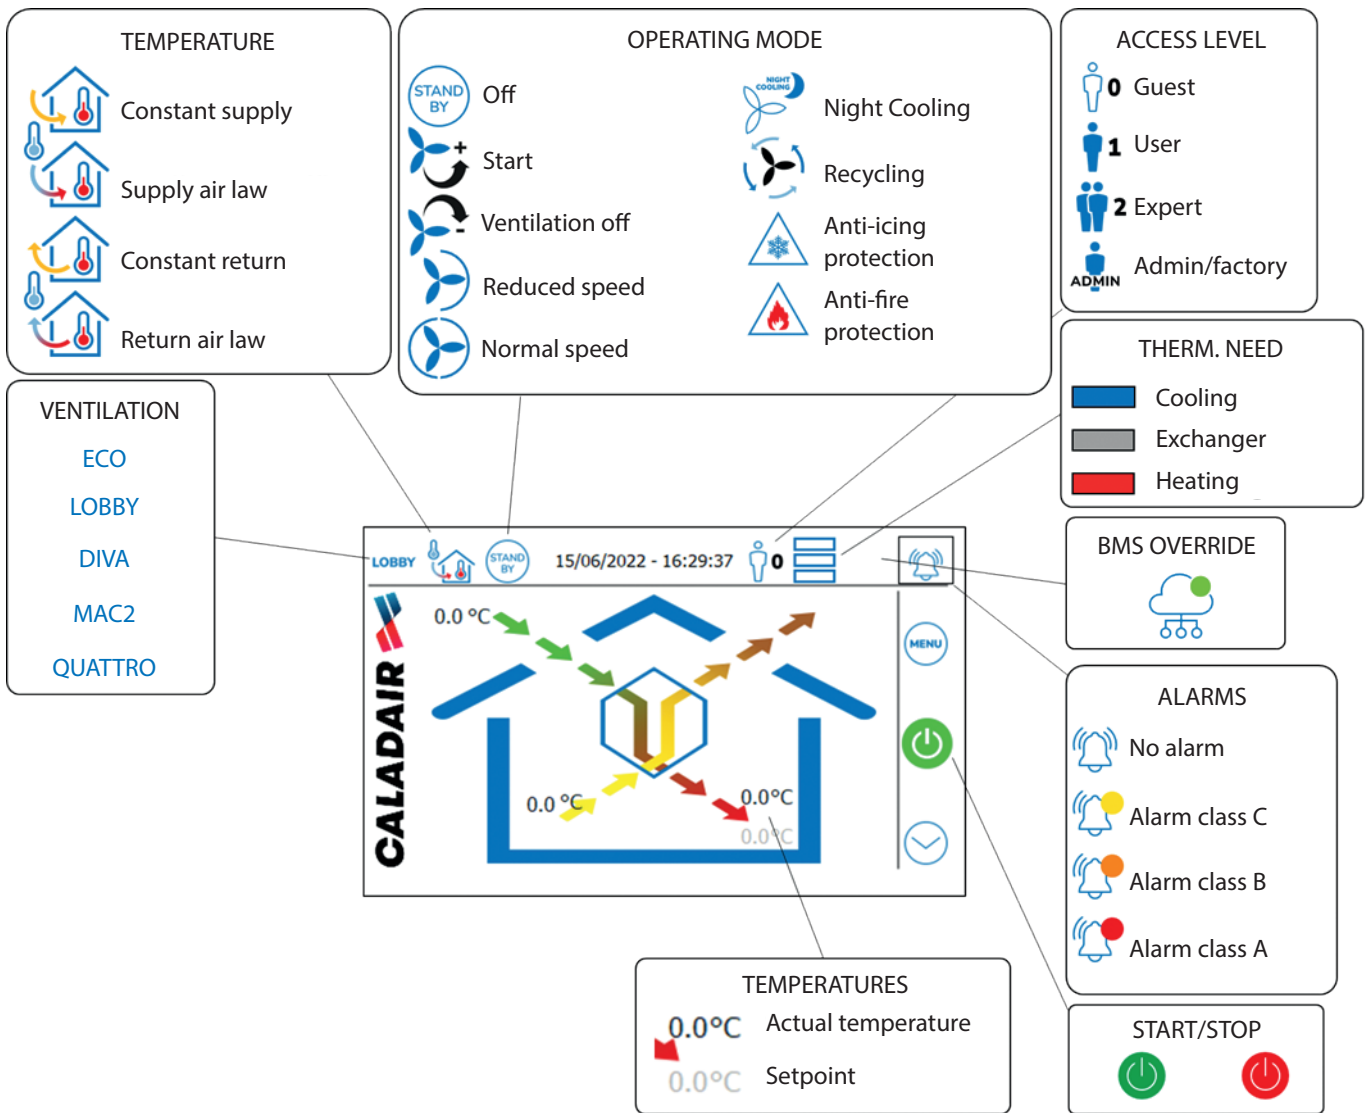 TEMPERATURE
Constant supply
Supply air law
Constant return
Return air law
OPERATING MODE
STAND
BY
Off
Start
Ventilation off
Reduced speed
Normal speed
NIGHT
COOLING
Night Cooling
Recycling
Anti-icing
protection
Anti-fire
protection
ACCESS LEVEL
0 Guest
1 User
2 Expert
ADMIN
Admin/factory
THERM. NEED
Cooling
Exchanger
Heating
VENTILATION
ECO
LOBBY
DIVA
MAC2
QUATTRO
LOBBY
STAND
BY
15/06/2022 - 16:29:37
0
CALADAIR
0.0 °C
0.0 °C
0.0°C
0.0°C
MENU
BMS OVERRIDE
ALARMS
No alarm
Alarm class C
Alarm class B
Alarm class A
TEMPERATURES
0.0°C Actual temperature
0.0°C Setpoint
START/STOP